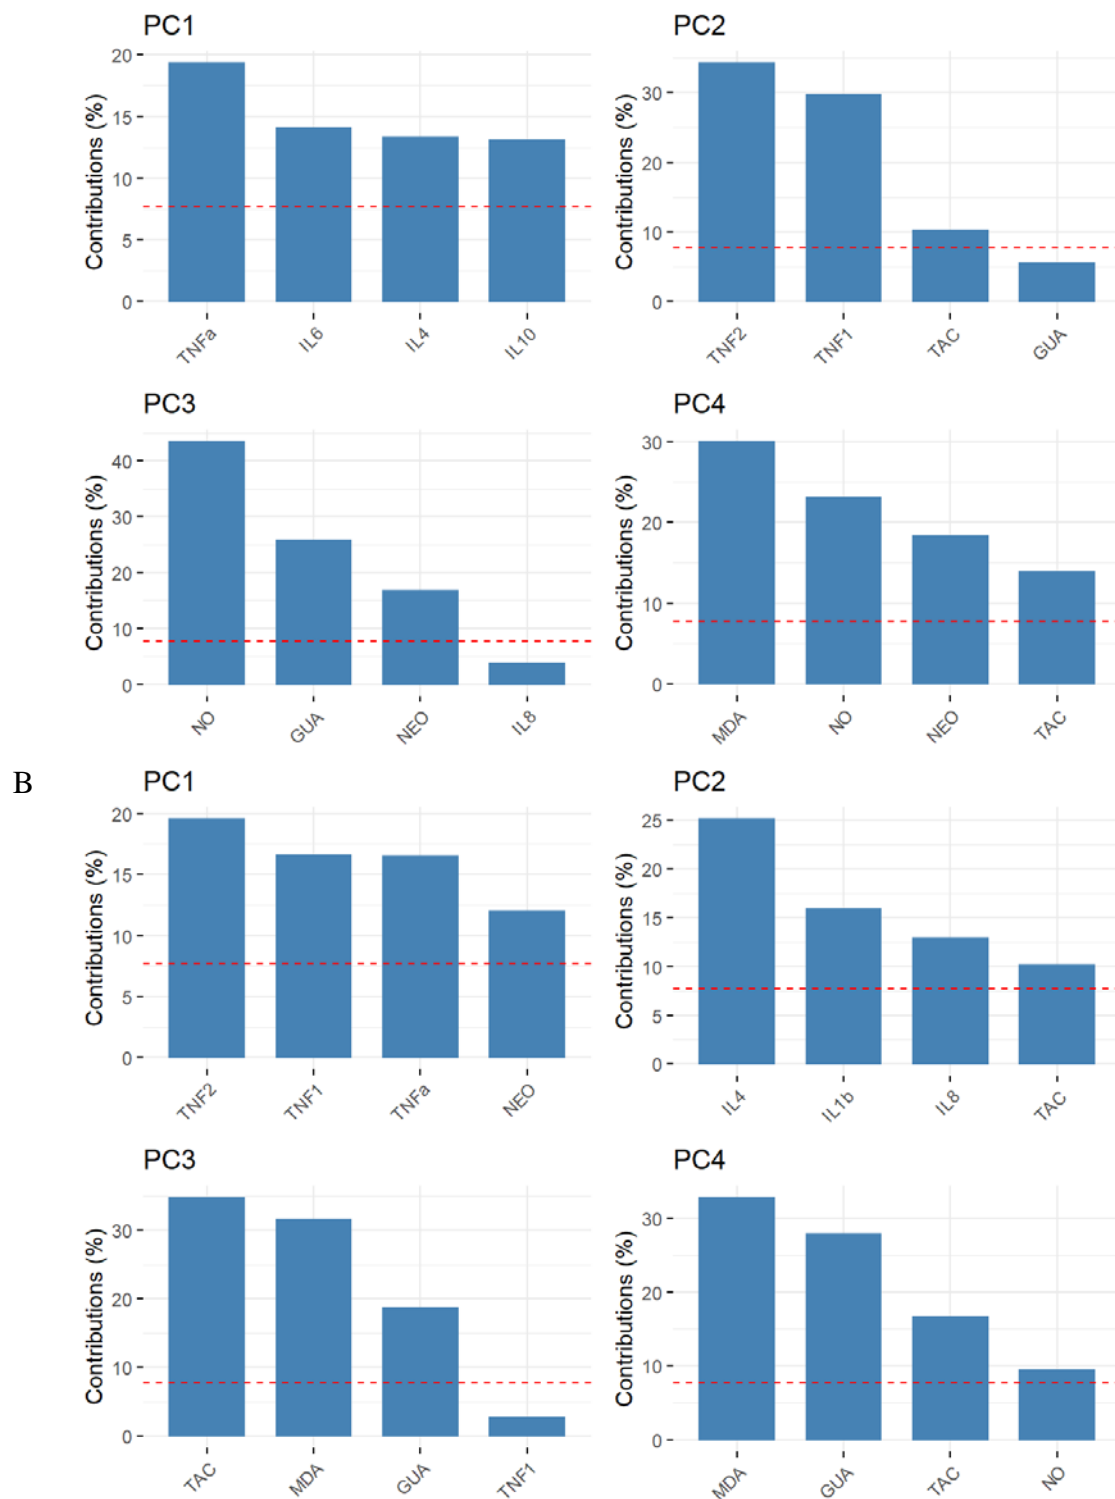 PC1
PC2
20
15
10
5
0
Contributions (%)
TNFa
IL6
IL4
IL10
30
20
10
0
Contributions (%)
TNF2
TNF1
TAC
GUA
PC3
PC4
40
30
20
10
0
Contributions (%)
NO
GUA
NEO
IL8
30
20
10
0
Contributions (%)
MDA
NO
NEO
TAC
B
PC1
PC2
20
15
10
5
0
Contributions (%)
TNF2
TNF1
TNFa
NEO
25
20
15
10
5
0
Contributions (%)
IL4
IL1b
IL8
TAC
PC3
PC4
30
20
10
0
Contributions (%)
TAC
MDA
GUA
TNF1
30
20
10
0
Contributions (%)
MDA
GUA
TAC
NO